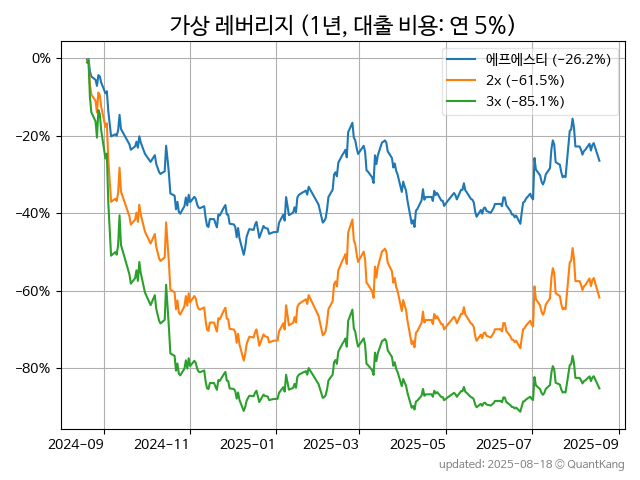 가상 레버리지 (1년, 대출 비용: 연 5%)
에프에스티 (−26.2%)
2x (−61.5%)
3x (−85.1%)
0%
−20%
−40%
−60%
−80%
2024-09 2024-11 2025-01 2025-03 2025-05 2025-07 2025-09
updated: 2025-08-18 © QuantKang